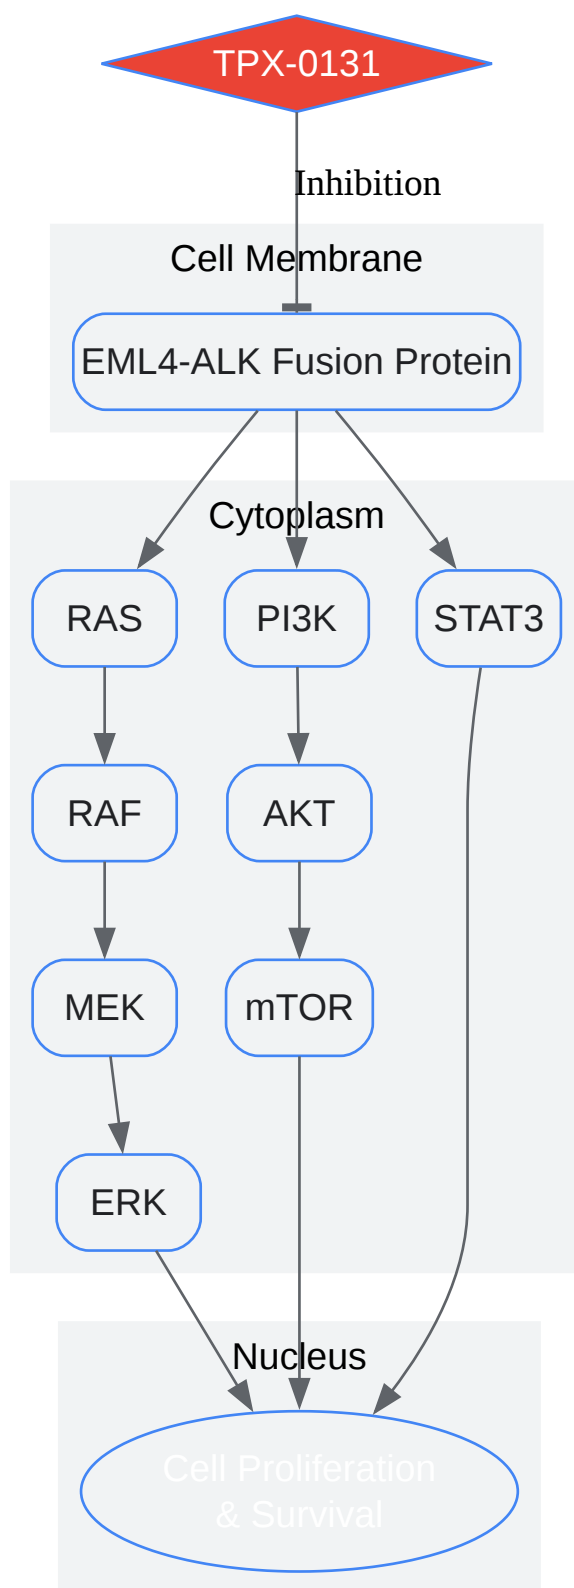 TPX-0131
Inhibition
Cell Membrane
EML4-ALK Fusion Protein
Cytoplasm
RAS
PI3K
STAT3
RAF
AKT
MEK
mTOR
ERK
Nucleus
Cell Proliferation
& Survival